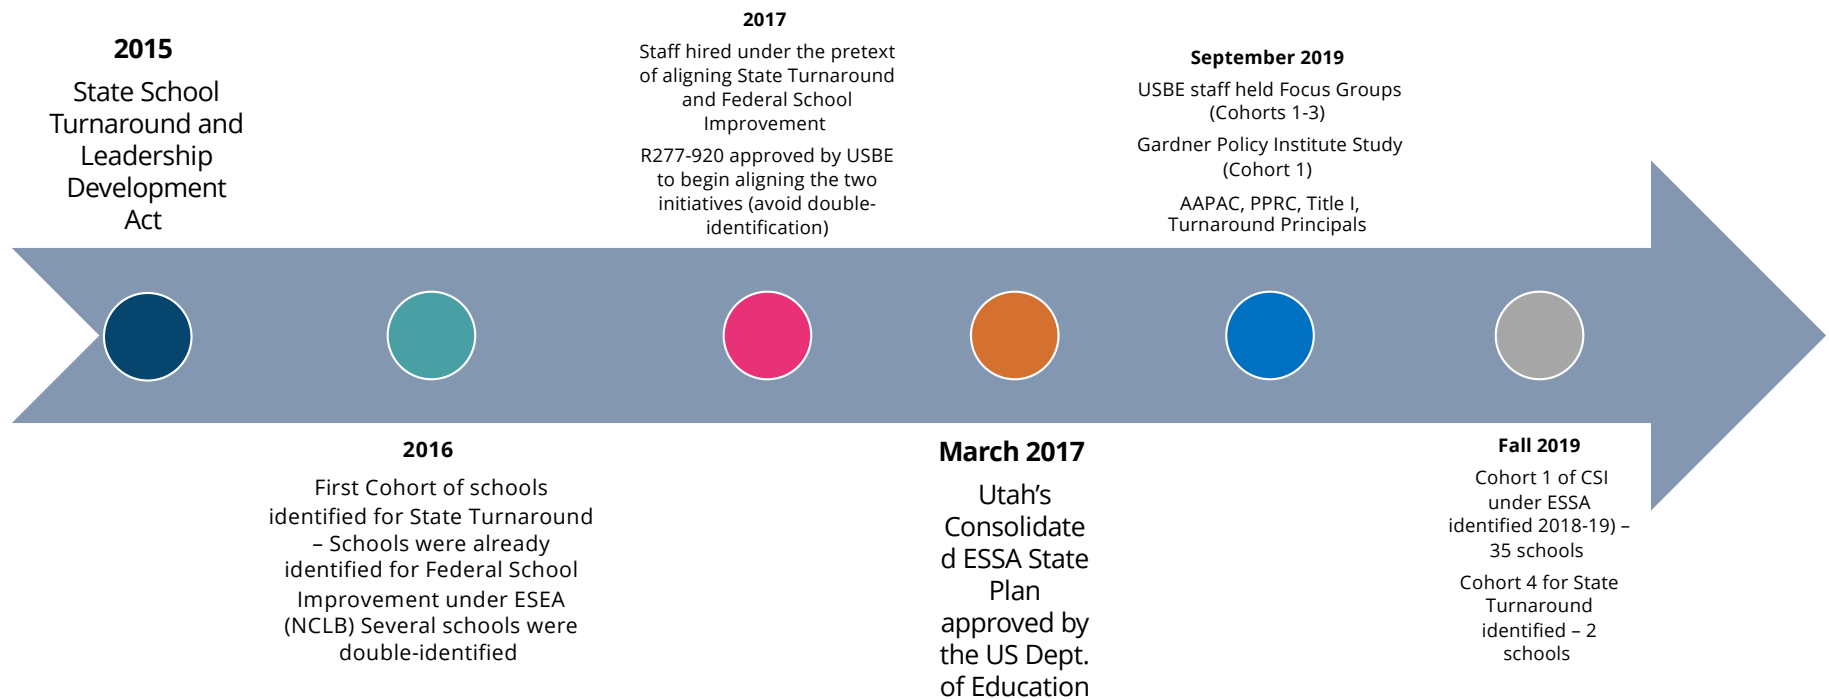 2015
State School
Turnaround and
Leadership
Development
Act
2016
First Cohort of schools
identified for State Turnaround
– Schools were already
identified for Federal School
Improvement under ESEA
(NCLB) Several schools were
double-identified
2017
Staff hired under the pretext
of aligning State Turnaround
and Federal School
Improvement
R277-920 approved by USBE
to begin aligning the two
initiatives (avoid double-
identification)
March 2017
Utah’s
Consolidate
d ESSA State
Plan
approved by
the US Dept.
of Education
September 2019
USBE staff held Focus Groups
(Cohorts 1-3)
Gardner Policy Institute Study
(Cohort 1)
AAPAC, PPRC, Title I,
Turnaround Principals
Fall 2019
Cohort 1 of CSI
under ESSA
identified 2018-19) –
35 schools
Cohort 4 for State
Turnaround
identified – 2
schools